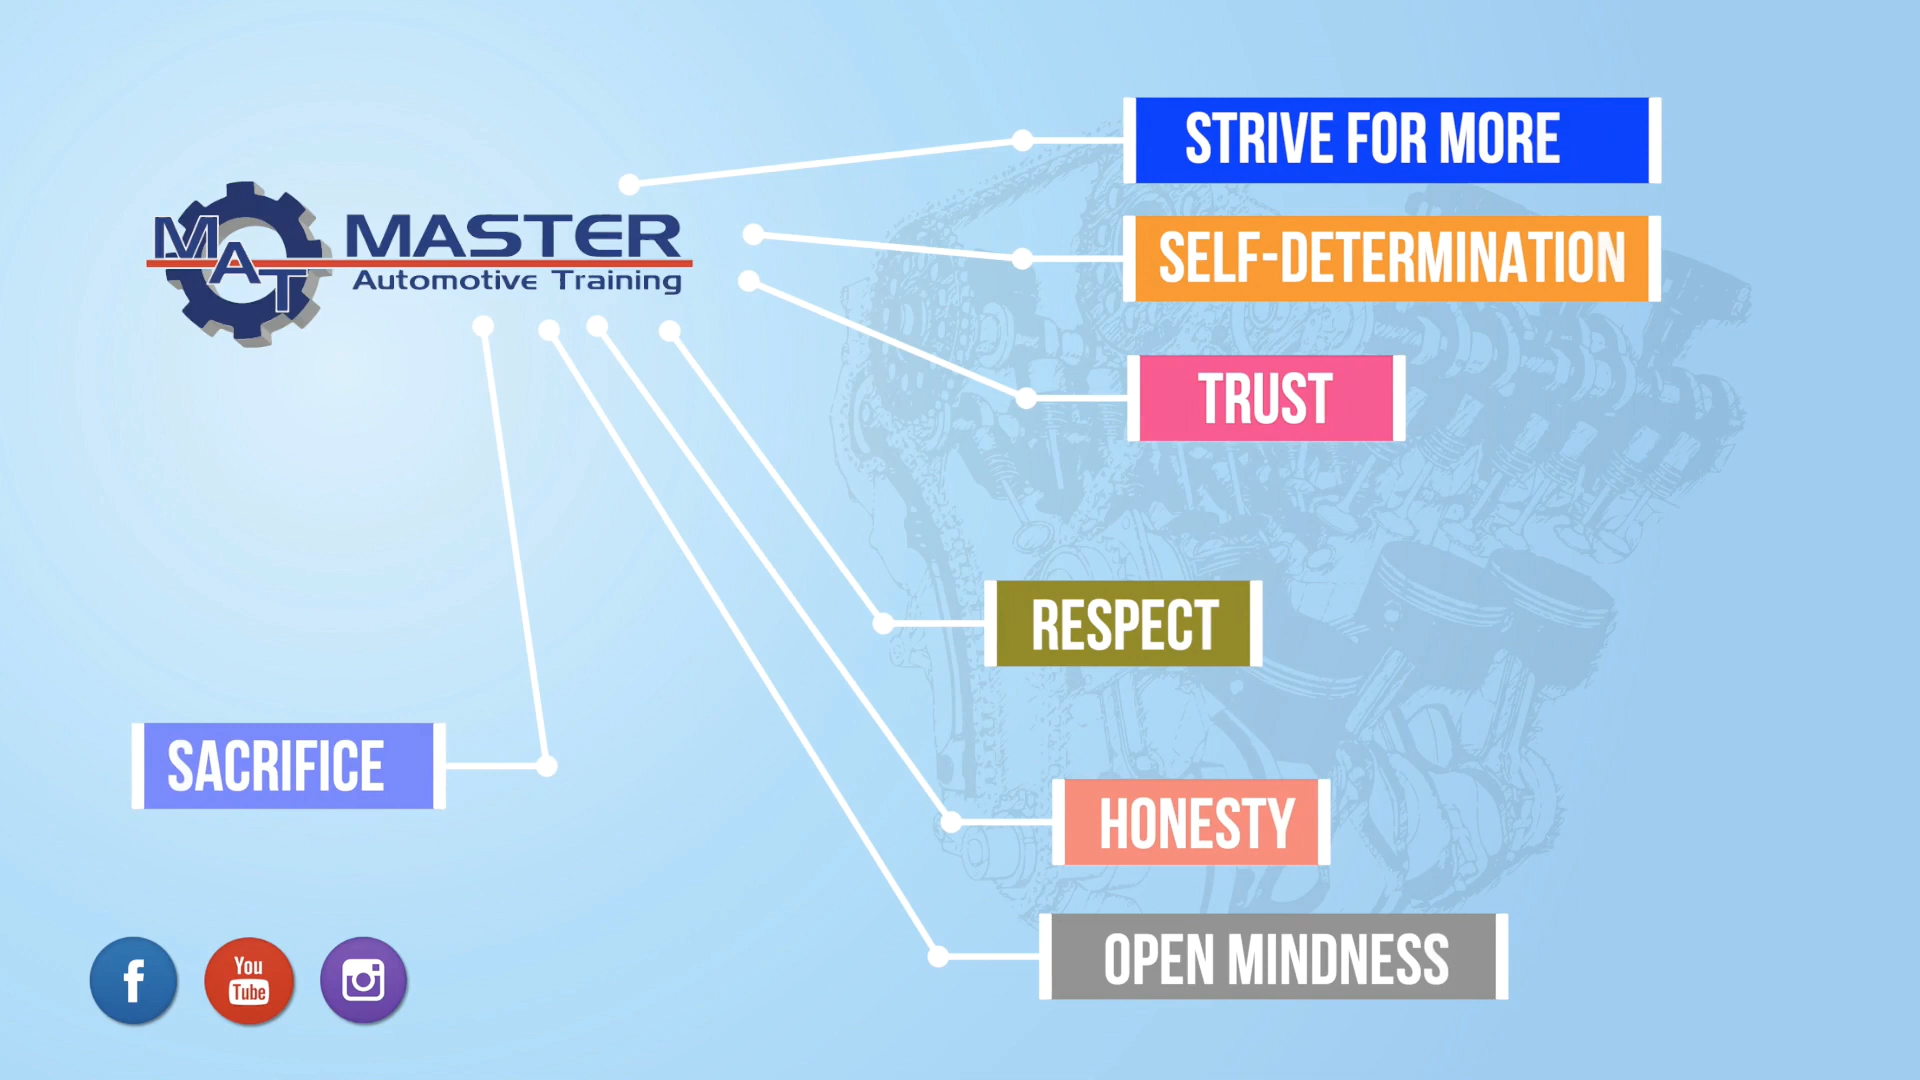 MAT
MASTER
Automotive Training
STRIVE FOR MORE
SELF-DETERMINATION
TRUST
RESPECT
SACRIFICE
HONESTY
OPEN MINDNESS
f
You
Tube